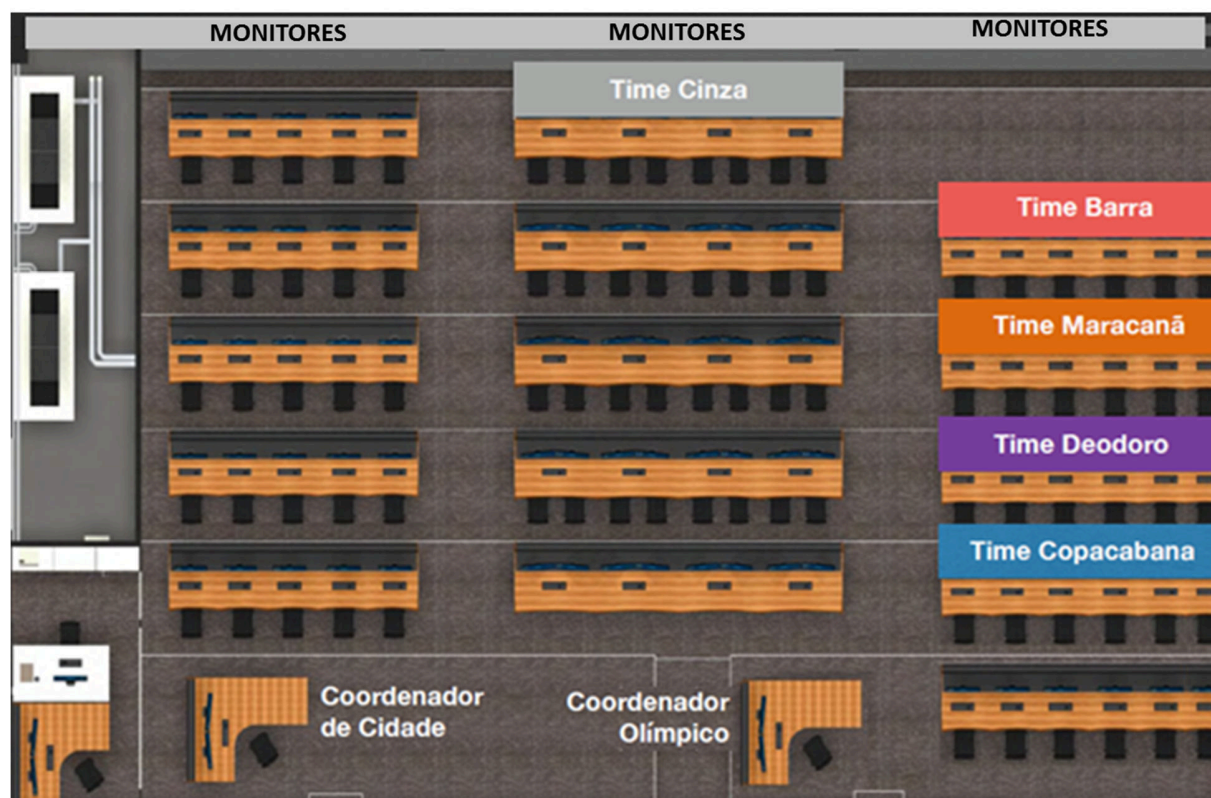 MONITORES
MONITORES
MONITORES
Time Cinza
Time Barra
Time Maracanã
Time Deodoro
Time Copacabana
Coordenador
de Cidade
Coordenador
Olímpico